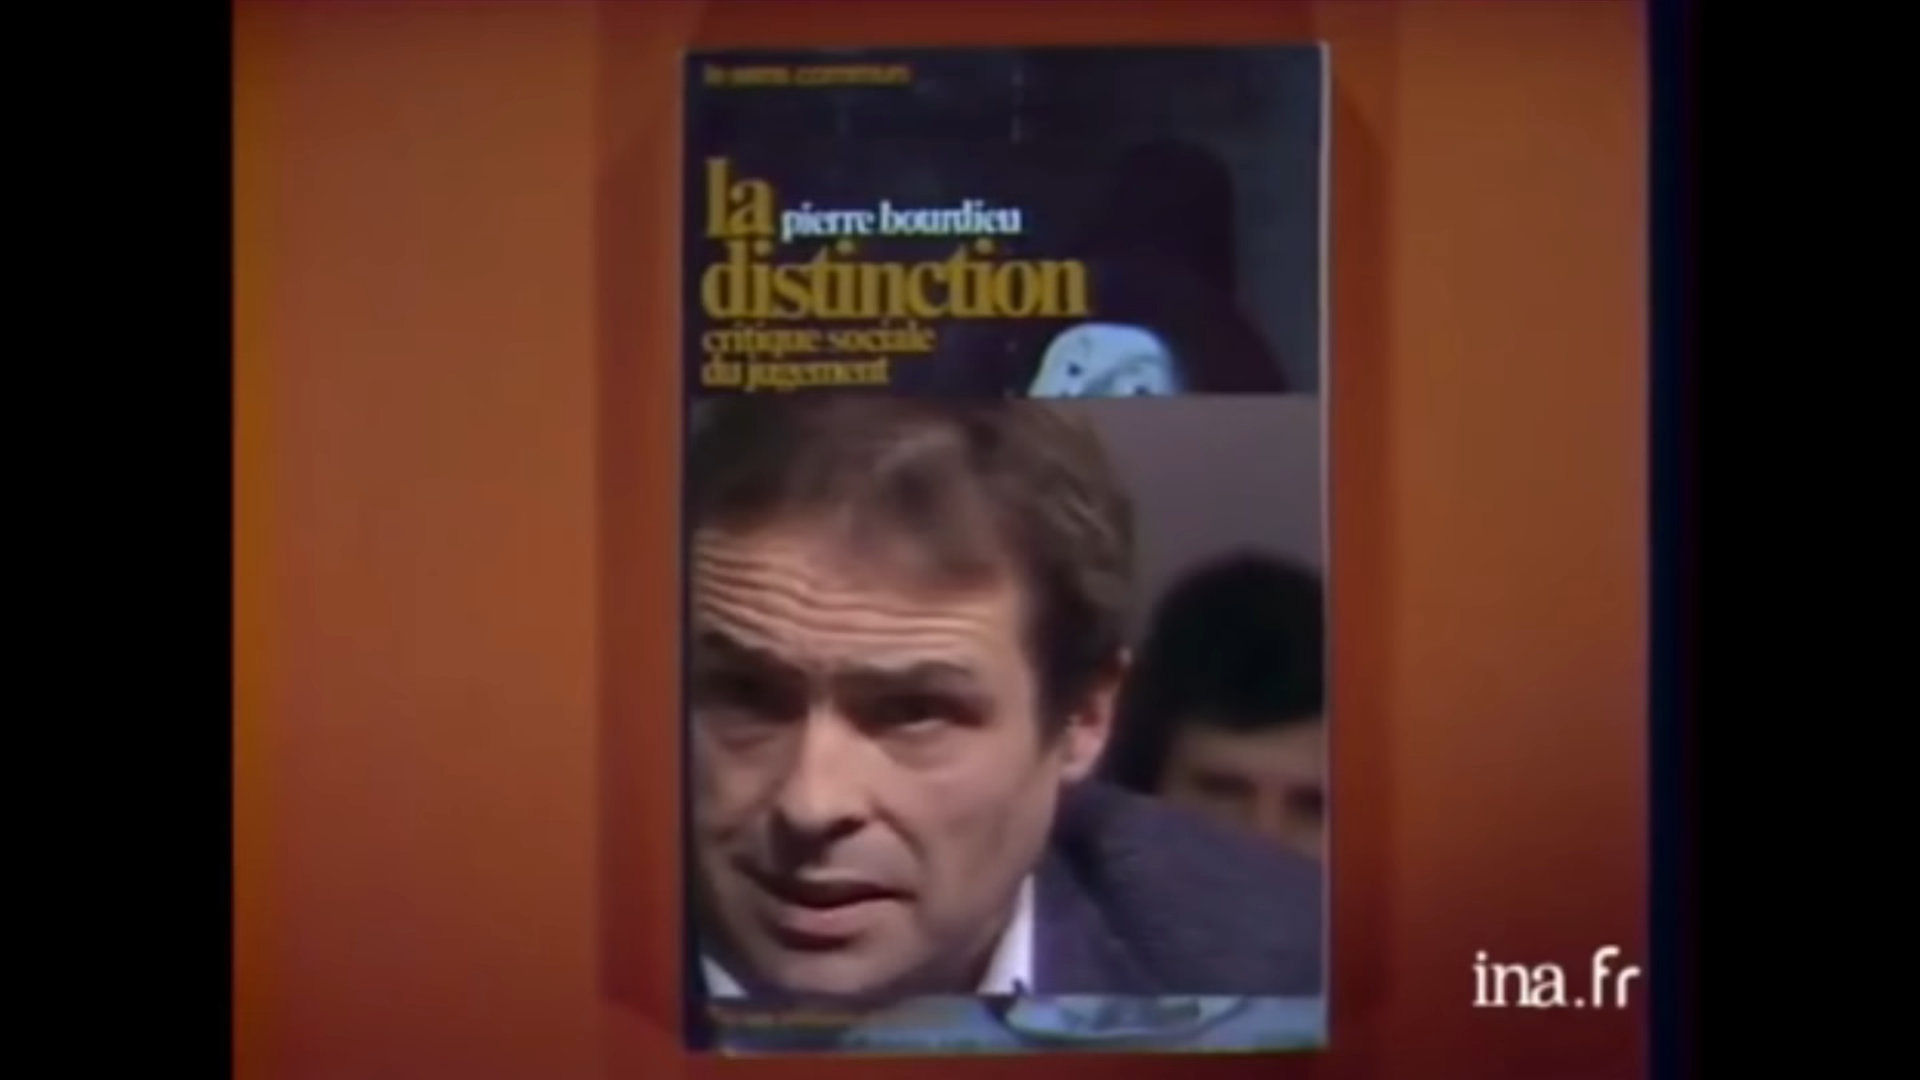 le sens commun
la
pierre bourdieu
distinction
critique sociale
du jugement
ina.fr